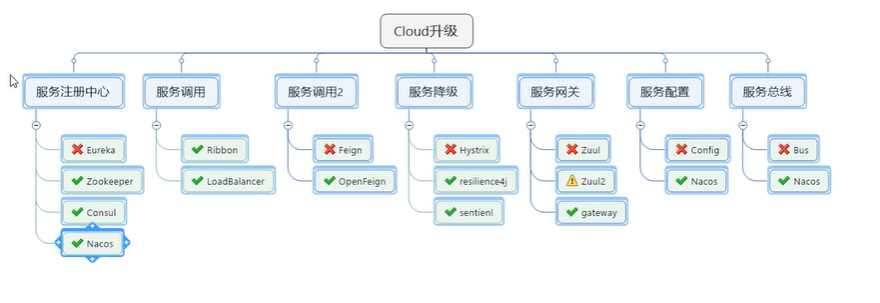 Cloud升级
服务注册中心
服务调用
服务调用2
服务降级
服务网关
服务配置
服务总线
Eureka
Zookeeper
Consul
Nacos
Ribbon
LoadBalancer
Feign
OpenFeign
Hystrix
resilience4j
sentienl
Zuul
Zuul2
gateway
Config
Nacos
Bus
Nacos